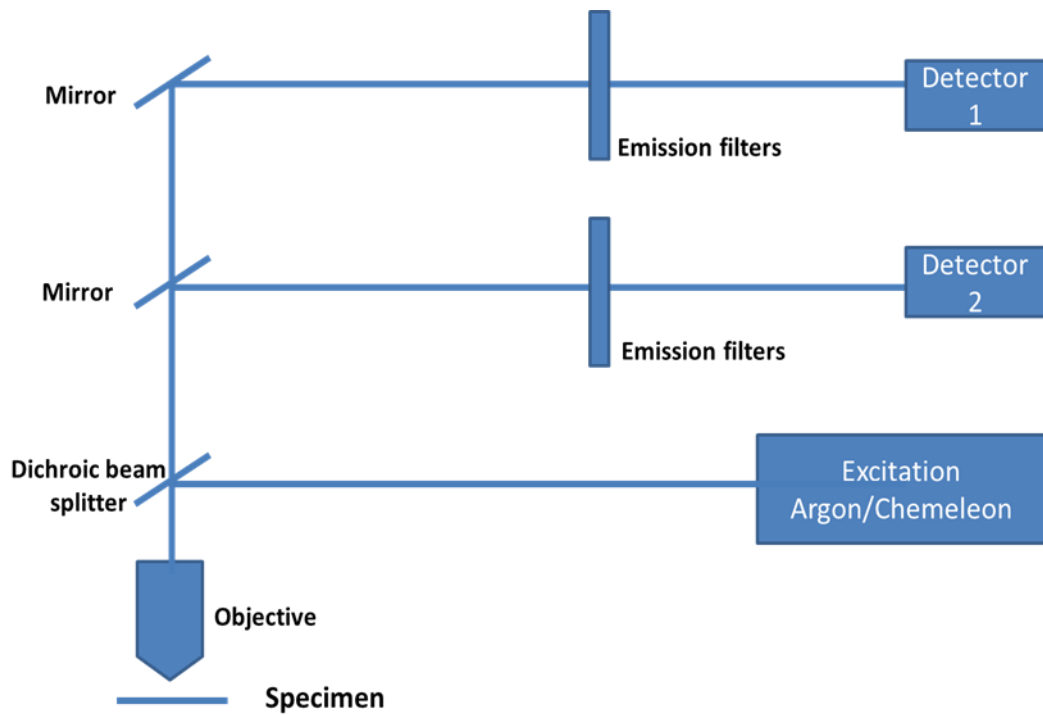 Mirror
Detector
1
Emission filters
Mirror
Detector
2
Emission filters
Dichroic beam
splitter
Excitation
Argon/Chemeleon
Objective
Specimen